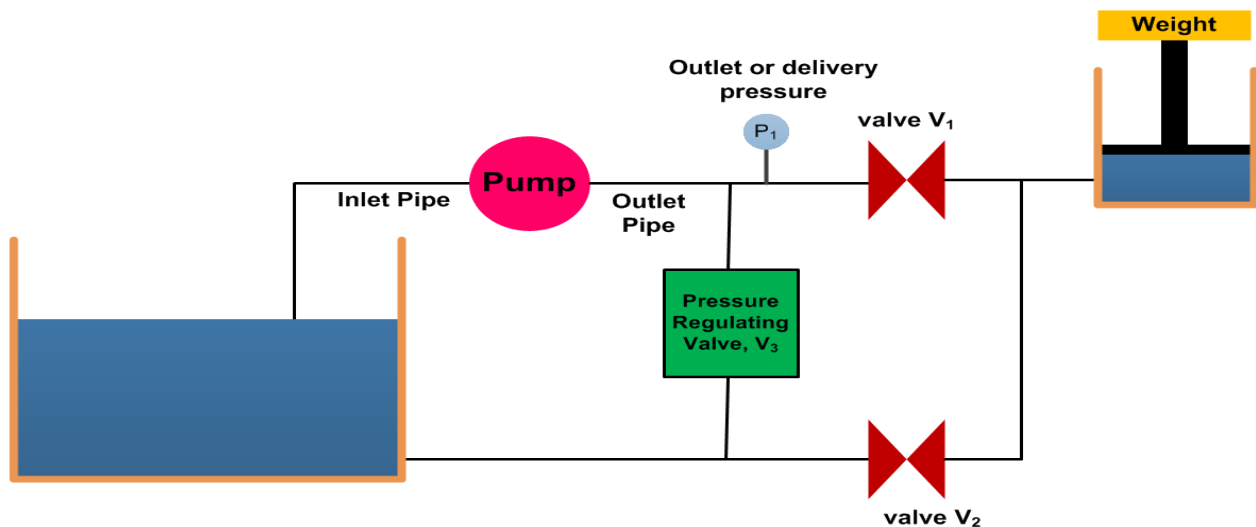 Weight
Outlet or delivery
pressure
P₁
valve V₁
Pump
Inlet Pipe
Outlet
Pipe
Pressure
Regulating
Valve, V₃
valve V₂